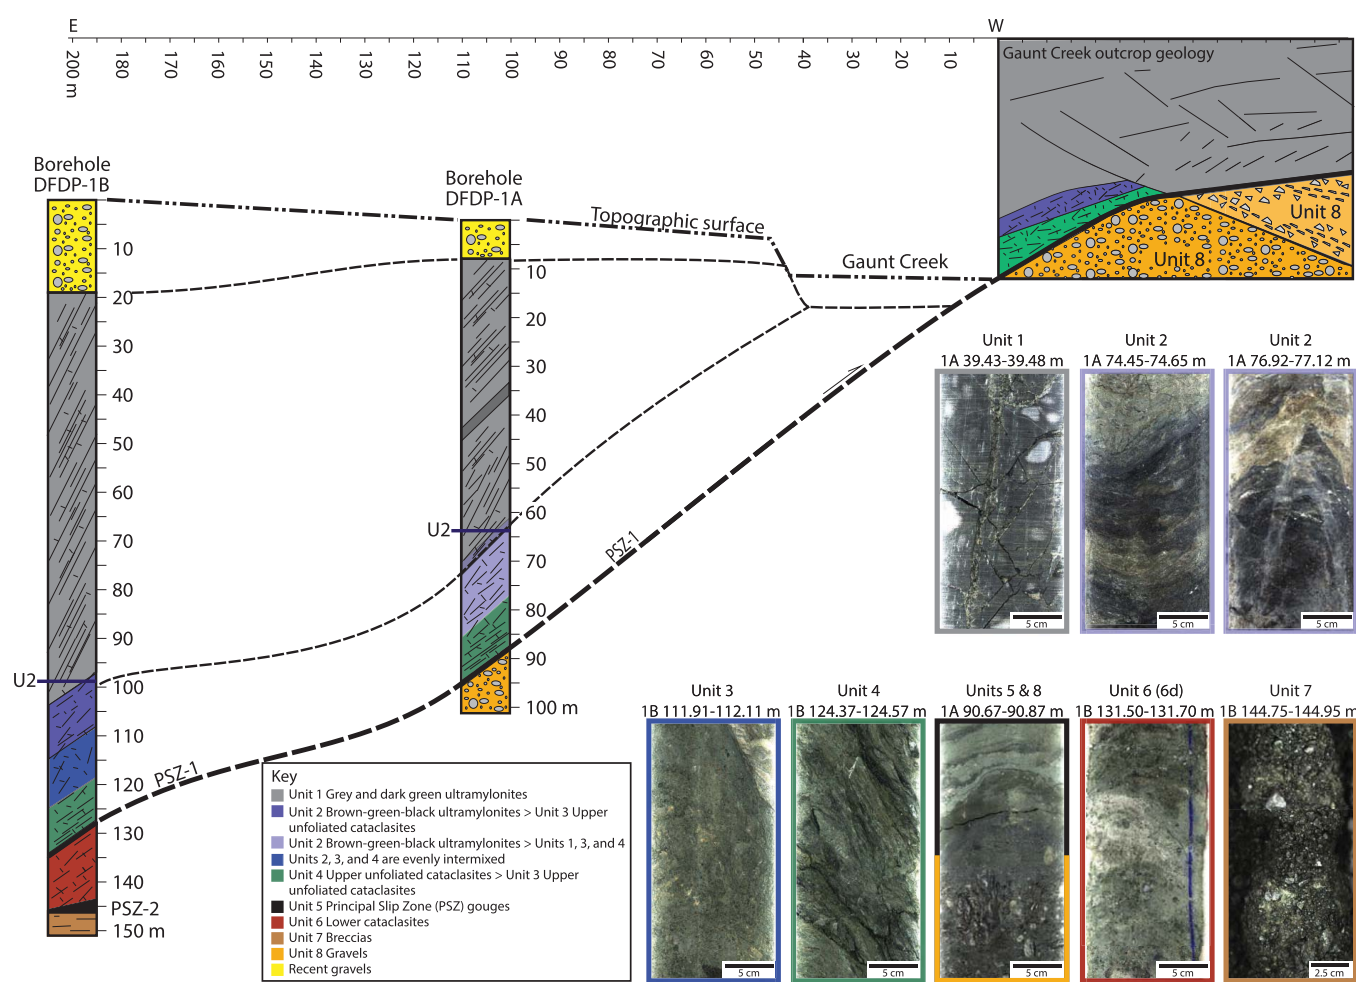 E
W
200 m
180
170
160
150
140
130
120
110
100
90
80
70
60
50
40
30
20
10
Gaunt Creek outcrop geology
Unit 8
Unit 8
Borehole
DFDP-1B
Borehole
DFDP-1A
Topographic surface
Gaunt Creek
10
20
30
40
50
60
70
80
90
100
110
120
130
140
PSZ-2
150 m
U2
10
20
30
40
50
60
70
80
90
100 m
U2
PSZ-1
PSZ-1
Unit 1
1A 39.43-39.48 m
5 cm
Unit 2
1A 74.45-74.65 m
5 cm
Unit 2
1A 76.92-77.12 m
5 cm
Unit 3
1B 111.91-112.11 m
5 cm
Unit 4
1B 124.37-124.57 m
5 cm
Units 5 & 8
1A 90.67-90.87 m
5 cm
Unit 6 (6d)
1B 131.50-131.70 m
5 cm
Unit 7
1B 144.75-144.95 m
2.5 cm
Key
Unit 1 Grey and dark green ultramylonites
Unit 2 Brown-green-black ultramylonites > Unit 3 Upper
unfoliated cataclasites
Unit 2 Brown-green-black ultramylonites > Units 1, 3, and 4
Units 2, 3, and 4 are evenly intermixed
Unit 4 Upper unfoliated cataclasites > Unit 3 Upper
unfoliated cataclasites
Unit 5 Principal Slip Zone (PSZ) gouges
Unit 6 Lower cataclasites
Unit 7 Breccias
Unit 8 Gravels
Recent gravels